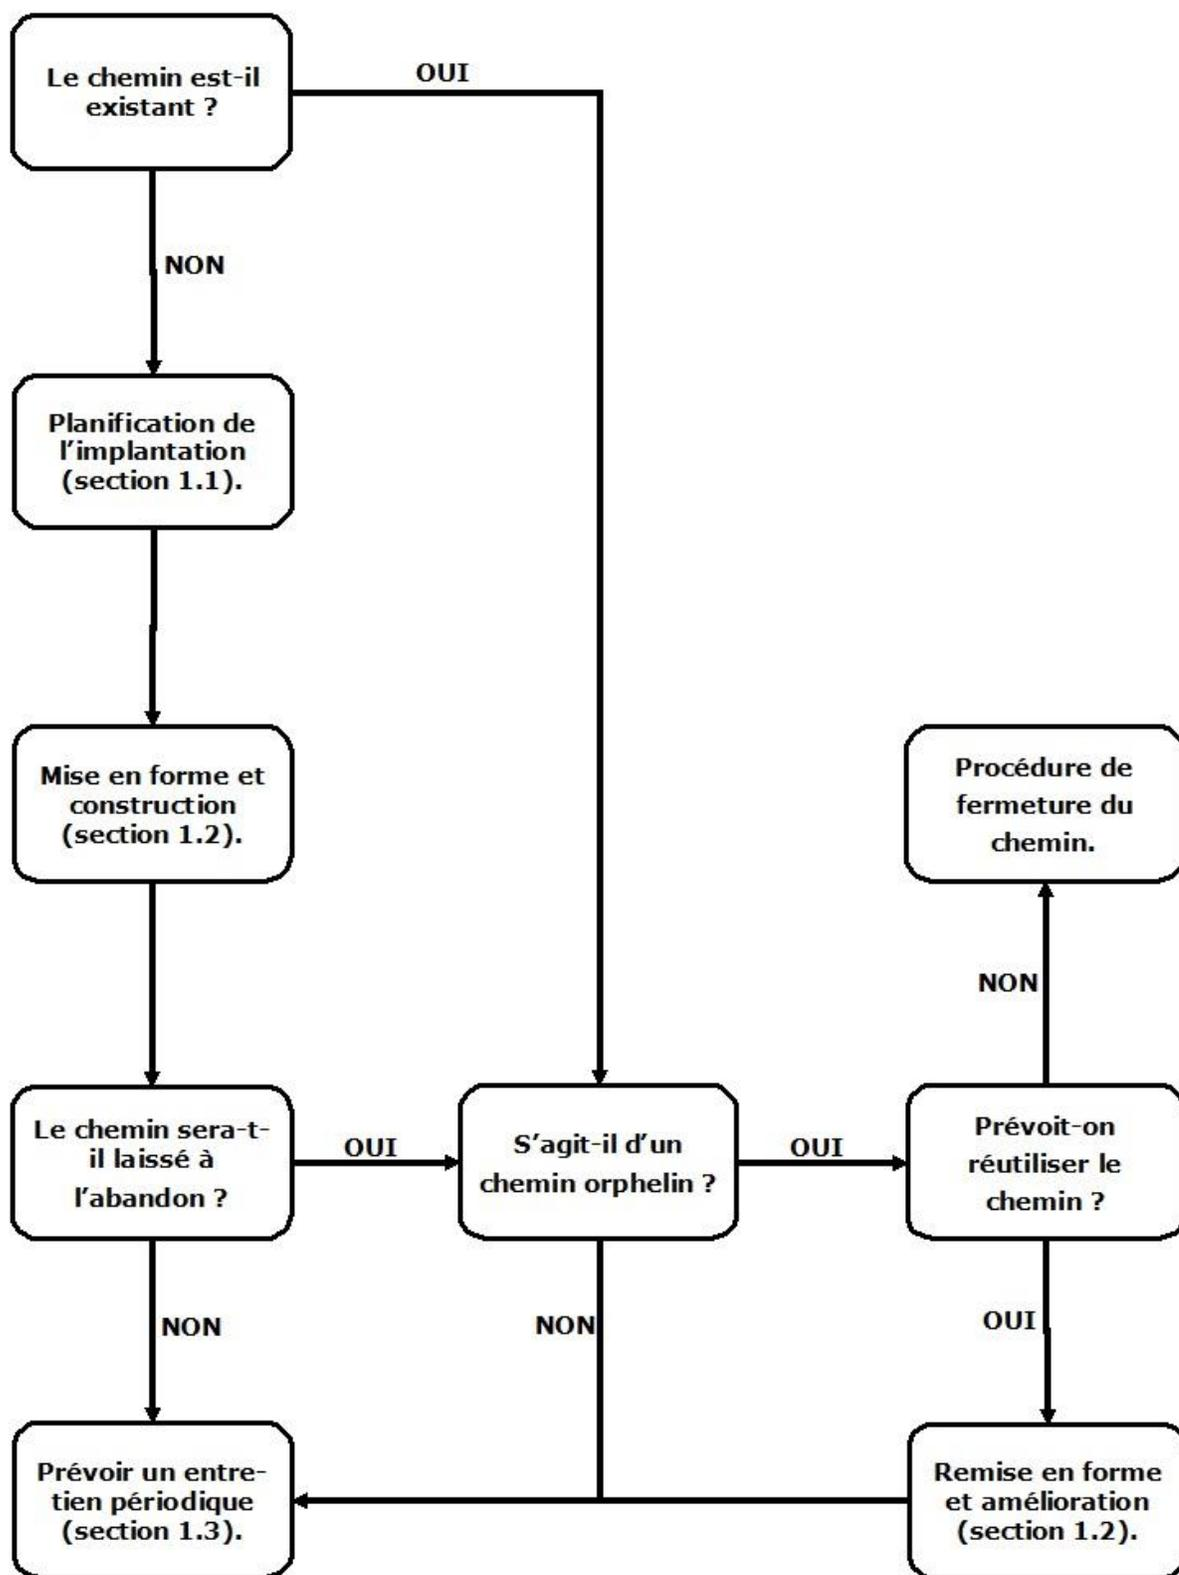 Le chemin est-il
existant ?
OUI
NON
Planification de
l’implantation
(section 1.1).
Mise en forme et
construction
(section 1.2).
Procédure de
fermeture du
chemin.
NON
Le chemin sera-t-
il laissé à
l’abandon ?
OUI
S’agit-il d’un
chemin orphelin ?
OUI
Prévoit-on
réutiliser le
chemin ?
NON
NON
OUI
Prévoir un entre-
tien périodique
(section 1.3).
Remise en forme
et amélioration
(section 1.2).